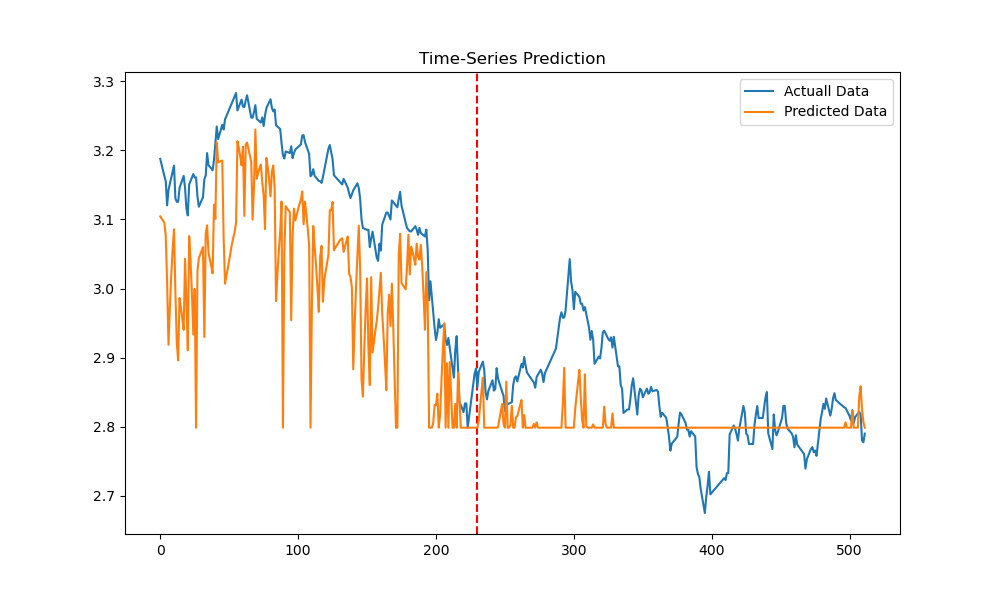 Time-Series Prediction
3.3
3.2
3.1
3.0
2.9
2.8
2.7
Actuall Data
Predicted Data
0 100 200 300 400 500